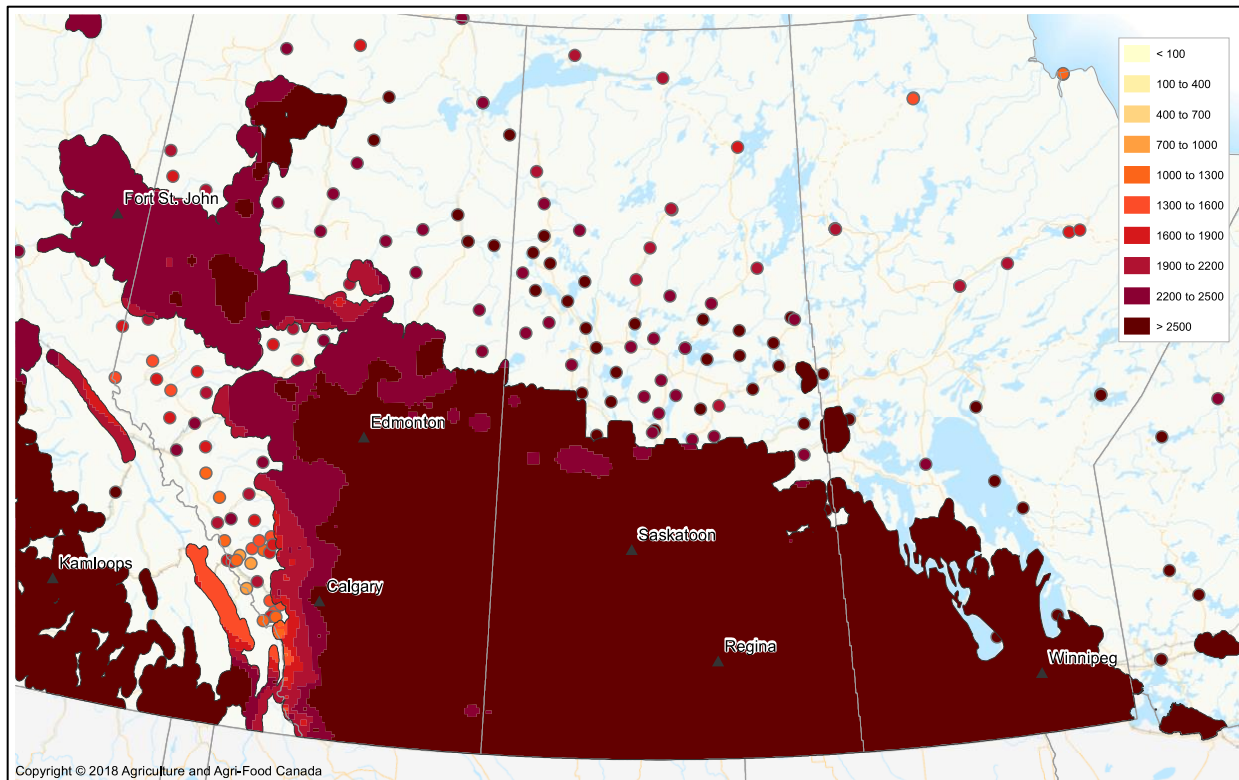 < 100
100 to 400
400 to 700
700 to 1000
1000 to 1300
1300 to 1600
1600 to 1900
1900 to 2200
2200 to 2500
> 2500
Fort St. John
Edmonton
Saskatoon
Kamloops
Calgary
Regina
Winnipeg
Copyright © 2018 Agriculture and Agri-Food Canada